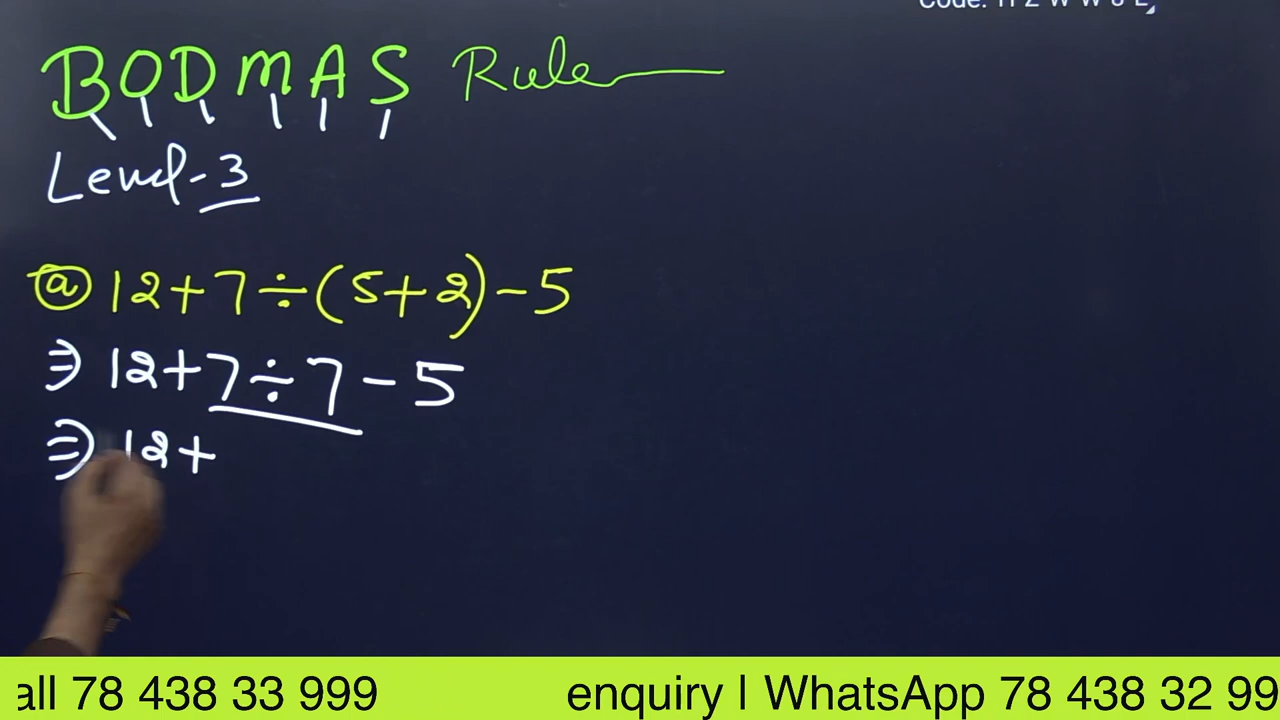 BODMAS Rule
Level-3
ⓐ 12+7÷(5+2)-5
⇒ 12+7÷7-5
⇒ 12+
all 78 438 33 999 enquiry | WhatsApp 78 438 32 99